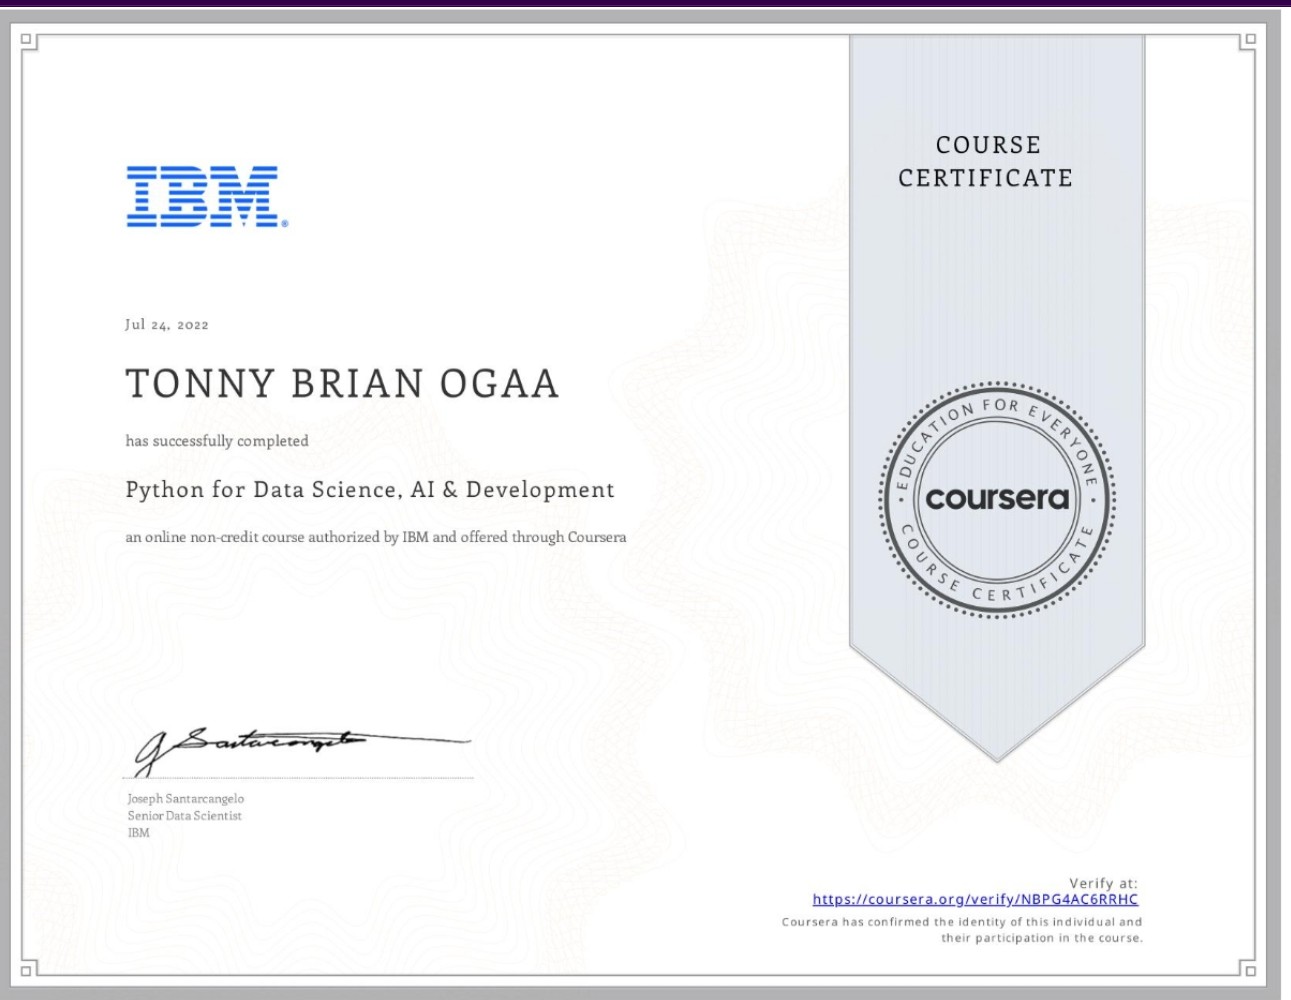 COURSE
CERTIFICATE
IBM®
Jul 24, 2022
TONNY BRIAN OGAA
has successfully completed
Python for Data Science, AI & Development
an online non-credit course authorized by IBM and offered through Coursera
EDUCATION FOR EVERYONE
coursera
COURSE CERTIFICATE
J Santarcangelo
Joseph Santarcangelo
Senior Data Scientist
IBM
Verify at:
https://coursera.org/verify/NBPG4AC6RRHC
Coursera has confirmed the identity of this individual and
their participation in the course.